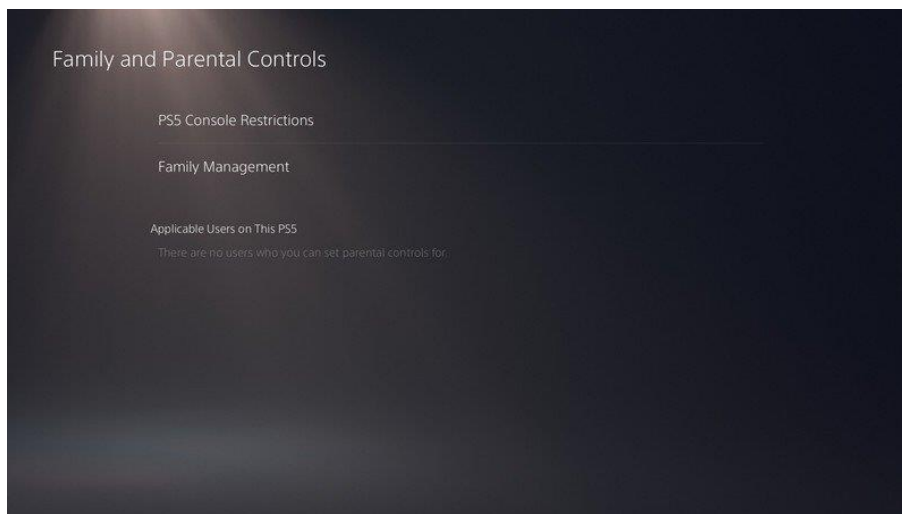 Family and Parental Controls
PS5 Console Restrictions
Family Management
Applicable Users on This PS5
There are no users who you can set parental controls for.